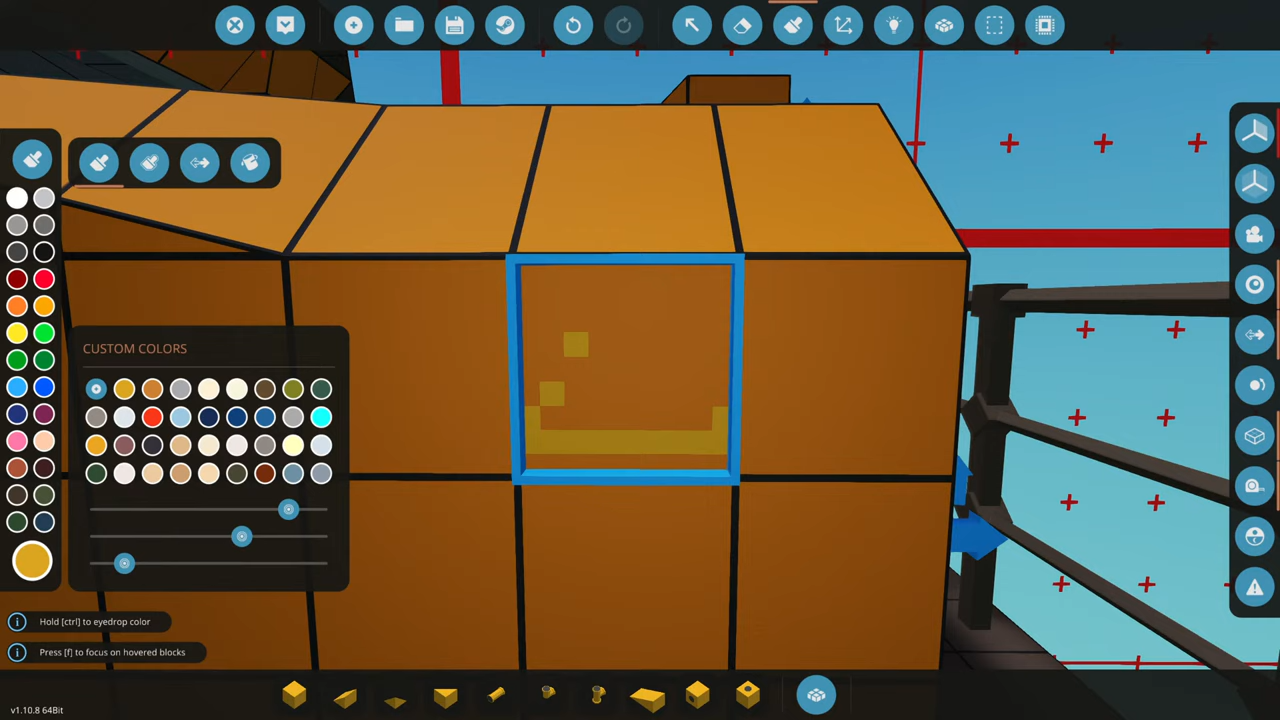 CUSTOM COLORS
Hold [ctrl] to eyedrop color
Press [f] to focus on hovered blocks
v1.10.8 64Bit